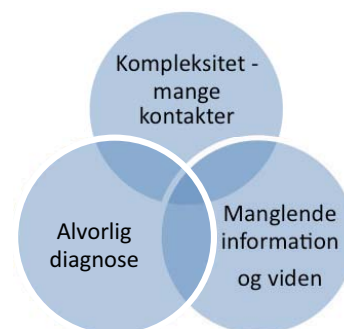 Kompleksitet -
mange
kontakter
Alvorlig
diagnose
Manglende
information
og viden